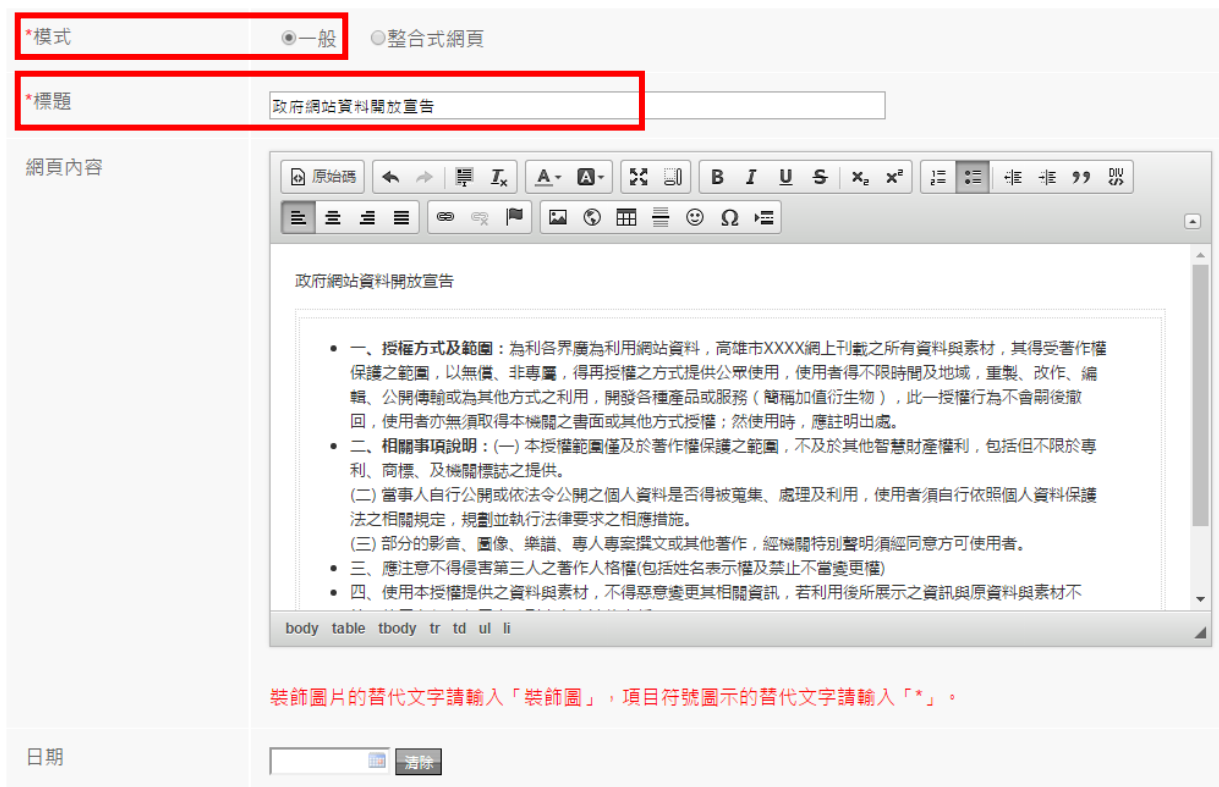 *模式 一般 整合式網頁
*標題 政府網站資料開放宣告
網頁內容
原始碼
政府網站資料開放宣告
一、授權方式及範圍：為利各界廣為利用網站資料，高雄市XXXX網上刊載之所有資料與素材，其得受著作權
保護之範圍，以無償、非專屬，得再授權之方式提供公眾使用，使用者得不限時間及地域，重製、改作、編
輯、公開傳輸或為其他方式之利用，開發各種產品或服務（簡稱加值衍生物），此一授權行為不會嗣後撤
回，使用者亦無須取得本機關之書面或其他方式授權；然使用時，應註明出處。
二、相關事項說明：(一) 本授權範圍僅及於著作權保護之範圍，不及於其他智慧財產權利，包括但不限於專
利、商標、及機關標誌之提供。
(二) 當事人自行公開或依法令公開之個人資料是否得被蒐集、處理及利用，使用者須自行依照個人資料保護
法之相關規定，規劃並執行法律要求之相應措施。
(三) 部分的影音、圖像、樂譜、專人專案撰文或其他著作，經機關特別聲明須經同意方可使用者。
三、應注意不得侵害第三人之著作人格權(包括姓名表示權及禁止不當變更權)
四、使用本授權提供之資料與素材，不得惡意變更其相關資訊，若利用後所展示之資訊與原資料與素材不
body table tbody tr td ul li
裝飾圖片的替代文字請輸入「裝飾圖」，項目符號圖示的替代文字請輸入「*」。
日期 清除